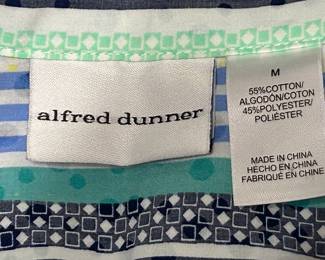 alfred dunner
M
55%COTTON/
ALGODÓN/COTON
45%POLYESTER/
POLIÉSTER
MADE IN CHINA
HECHO EN CHINA
FABRIQUÉ EN CHINE